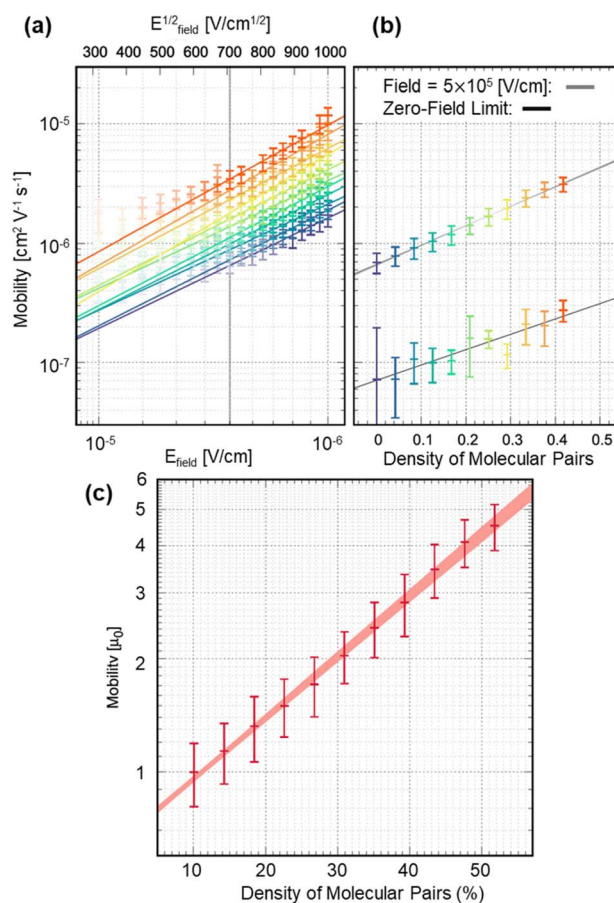 (a)
E1/2field [V/cm1/2]
300 400 500 600 700 800 900 1000
(b)
Field = 5×10⁵ [V/cm]:
Zero-Field Limit:
Mobility [cm² V⁻¹ s⁻¹]
10⁻⁵
10⁻⁶
10⁻⁷
10⁻⁵ 10⁻⁶
Efield [V/cm]
0 0.1 0.2 0.3 0.4 0.5
Density of Molecular Pairs
(c)
Mobility [μ₀]
6
5
4
3
2
1
10 20 30 40 50
Density of Molecular Pairs (%)